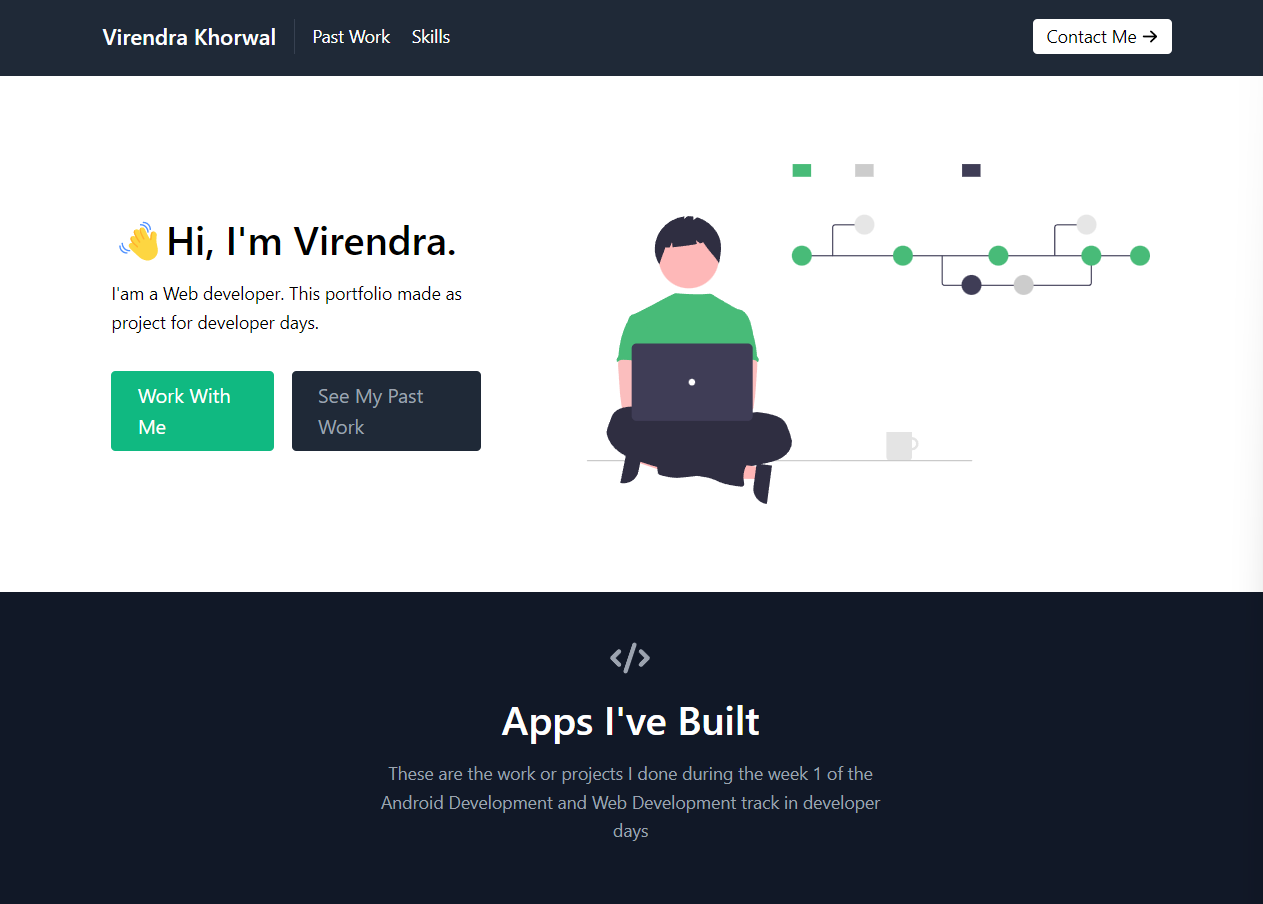 Virendra Khorwal
Past Work
Skills
Contact Me →
👋Hi, I'm Virendra.
I'am a Web developer. This portfolio made as
project for developer days.
Work With
Me
See My Past
Work
</>
Apps I've Built
These are the work or projects I done during the week 1 of the
Android Development and Web Development track in developer
days